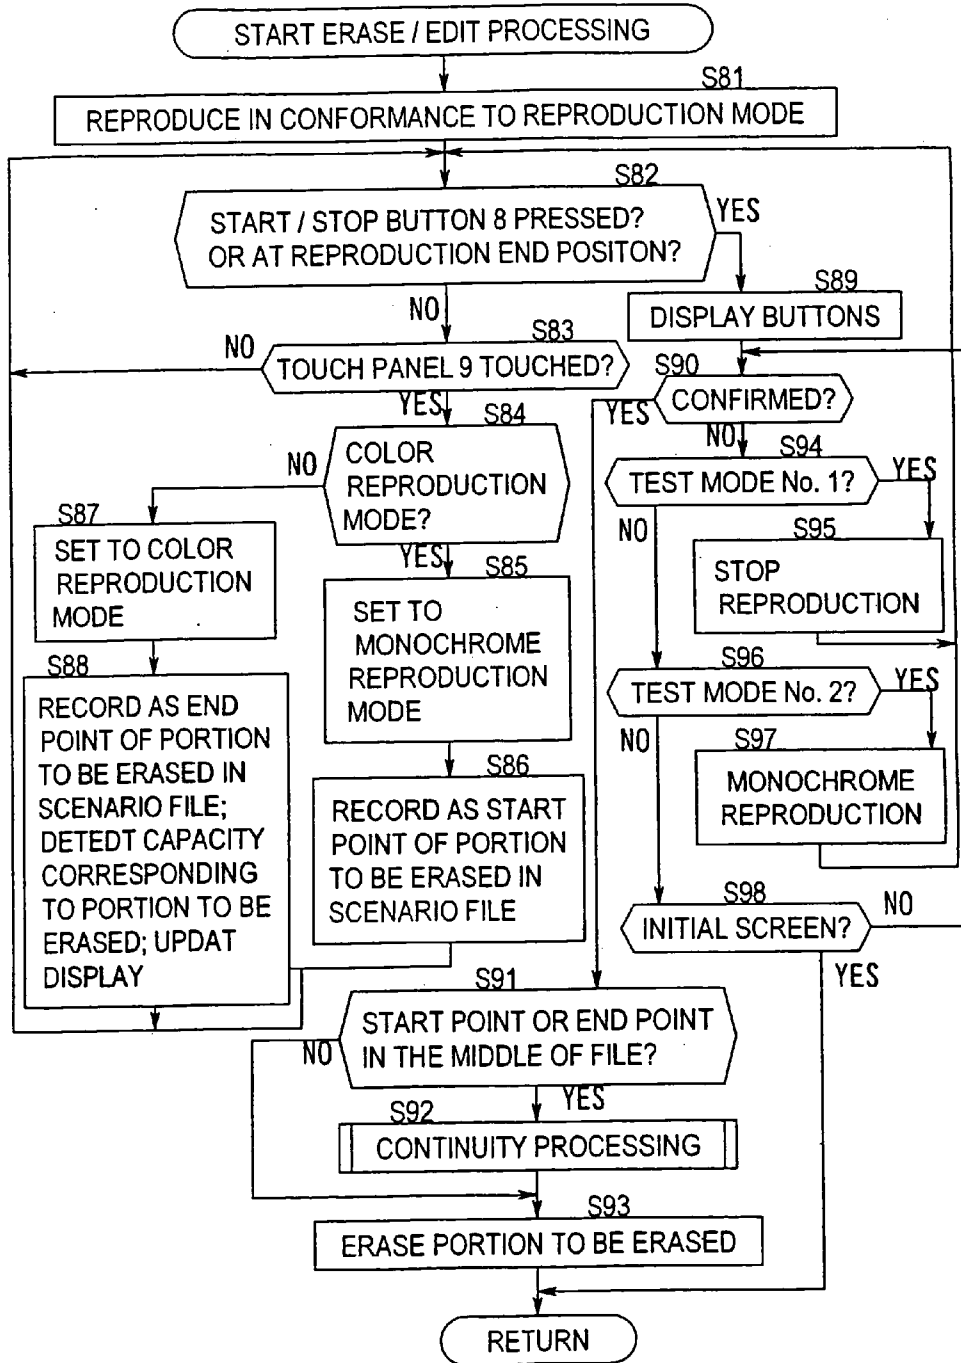 START ERASE / EDIT PROCESSING
S81
REPRODUCE IN CONFORMANCE TO REPRODUCTION MODE
S82
START / STOP BUTTON 8 PRESSED?
OR AT REPRODUCTION END POSITON?
YES
NO
S89
DISPLAY BUTTONS
S83
NO
TOUCH PANEL 9 TOUCHED?
YES
S90
CONFIRMED?
YES
NO
S84
COLOR
REPRODUCTION
MODE?
NO
YES
S94
TEST MODE No. 1?
YES
NO
S87
SET TO COLOR
REPRODUCTION
MODE
S85
SET TO
MONOCHROME
REPRODUCTION
MODE
S95
STOP
REPRODUCTION
S88
RECORD AS END
POINT OF PORTION
TO BE ERASED IN
SCENARIO FILE;
DETEDT CAPACITY
CORRESPONDING
TO PORTION TO BE
ERASED; UPDAT
DISPLAY
S96
TEST MODE No. 2?
YES
NO
S86
RECORD AS START
POINT OF PORTION
TO BE ERASED IN
SCENARIO FILE
S97
MONOCHROME
REPRODUCTION
S98
INITIAL SCREEN?
NO
YES
S91
START POINT OR END POINT
IN THE MIDDLE OF FILE?
NO
YES
S92
CONTINUITY PROCESSING
S93
ERASE PORTION TO BE ERASED
RETURN